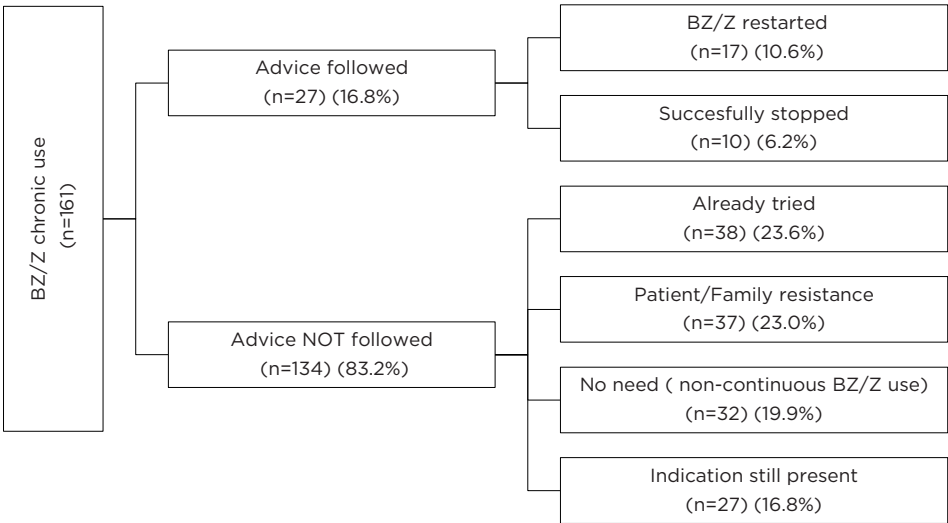 BZ/Z chronic use
(n=161)
Advice followed
(n=27) (16.8%)
BZ/Z restarted
(n=17) (10.6%)
Succesfully stopped
(n=10) (6.2%)
Advice NOT followed
(n=134) (83.2%)
Already tried
(n=38) (23.6%)
Patient/Family resistance
(n=37) (23.0%)
No need ( non-continuous BZ/Z use)
(n=32) (19.9%)
Indication still present
(n=27) (16.8%)